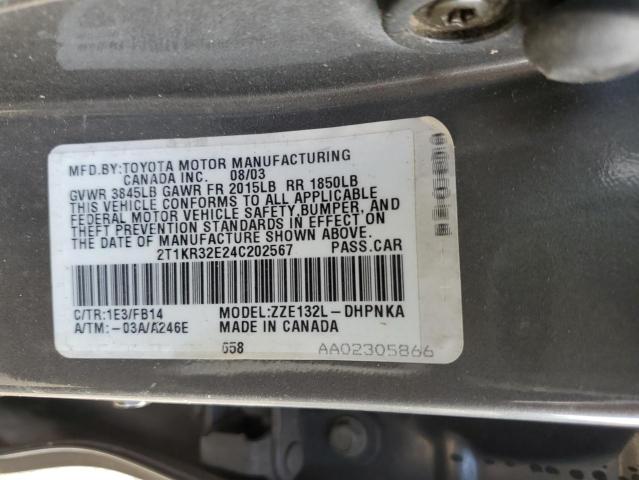 MFD.BY:TOYOTA MOTOR MANUFACTURING
CANADA INC. 08/03
GVWR 3845LB GAWR FR 2015LB RR 1850LB
THIS VEHICLE CONFORMS TO ALL APPLICABLE
FEDERAL MOTOR VEHICLE SAFETY,BUMPER, AND
THEFT PREVENTION STANDARDS IN EFFECT ON
THE DATE OF MANUFACTURE SHOWN ABOVE.
2T1KR32E24C202567 PASS.CAR
C/TR:1E3/FB14 MODEL:ZZE132L-DHPNKA
A/TM:-03A/A246E MADE IN CANADA
658 AA02305866